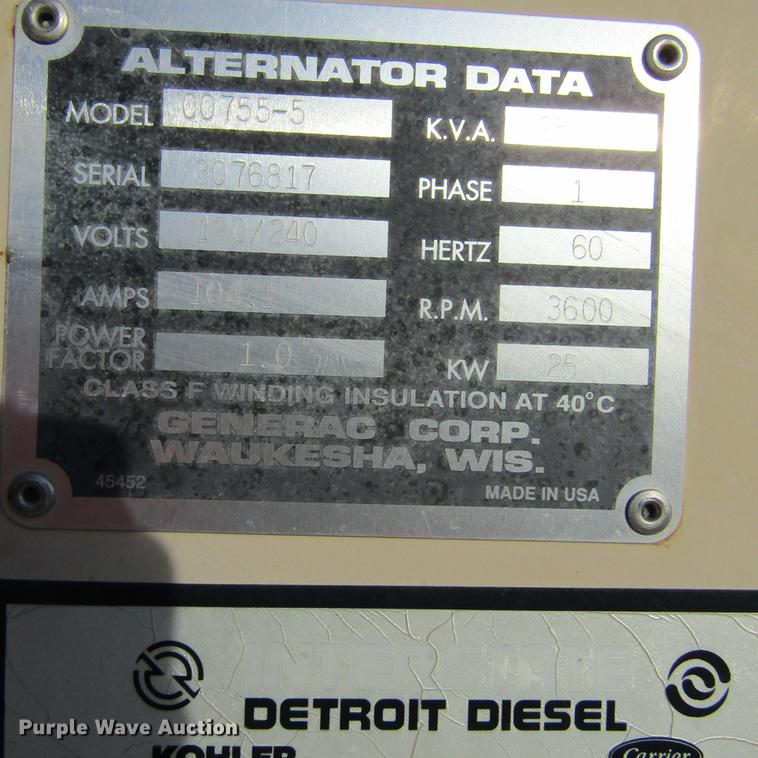 ALTERNATOR DATA
MODEL 00755-5
K.V.A. 25
SERIAL 3076817
PHASE 1
VOLTS 120/240
HERTZ 60
AMPS 104.1
R.P.M. 3600
POWER
FACTOR 1.0
KW 25
CLASS F WINDING INSULATION AT 40°C
GENERAC CORP.
WAUKESHA, WIS.
45452
MADE IN USA
INTERSTATE
DETROIT DIESEL
Purple Wave Auction
KOHLER
Carrier